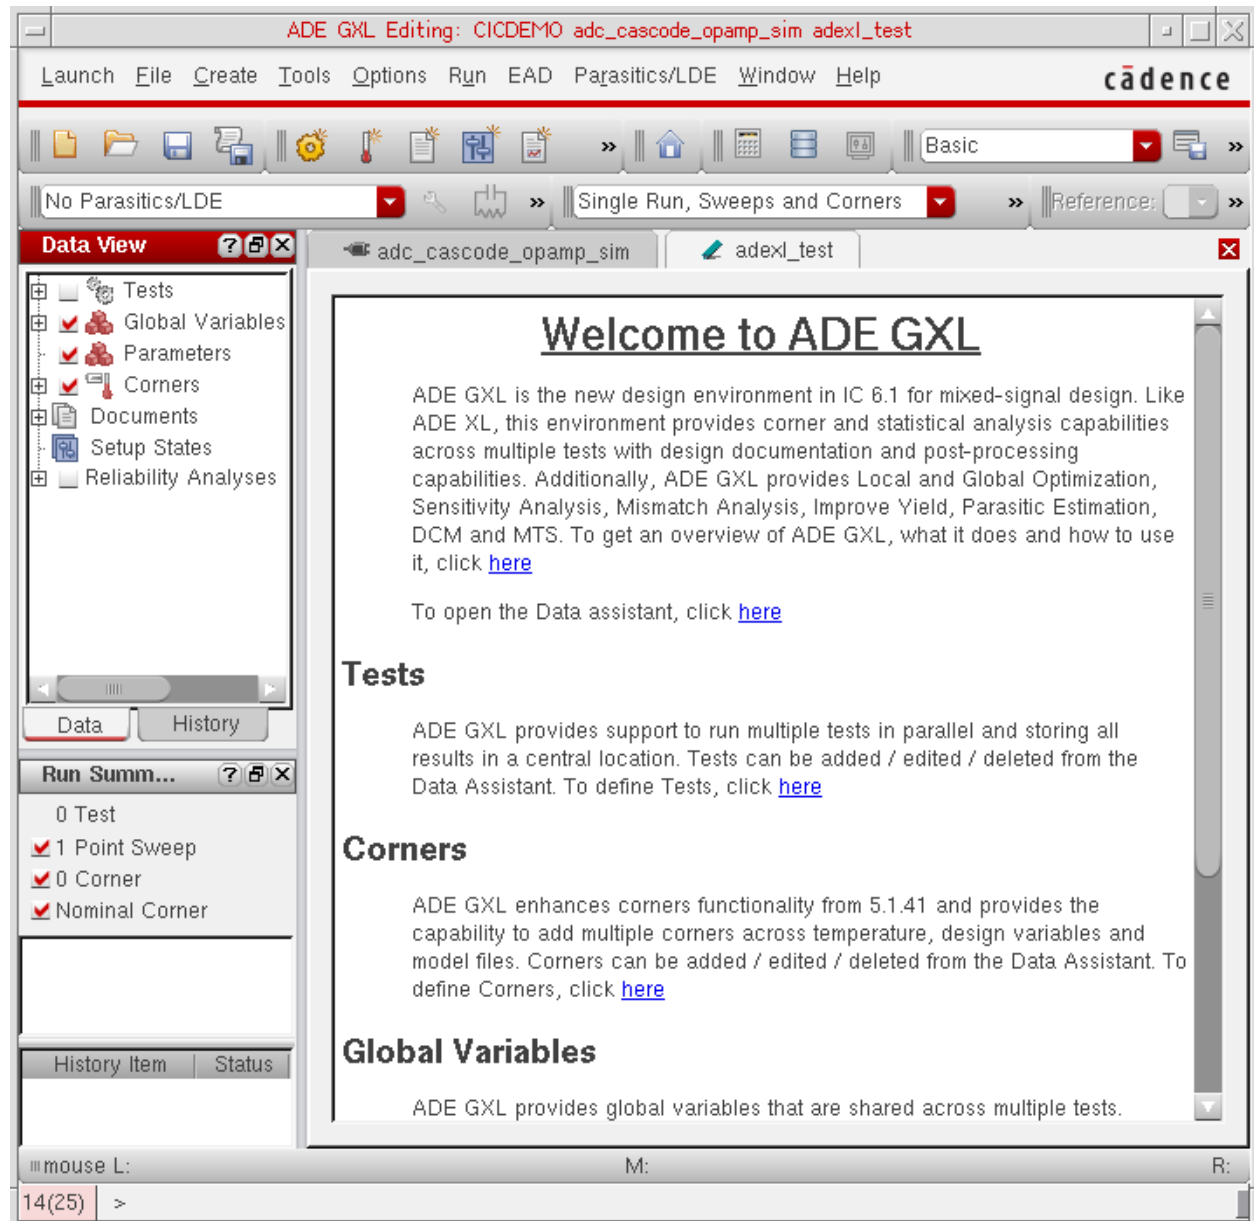 ADE GXL Editing: CICDEMO adc_cascode_opamp_sim adexl_test
Launch File Create Tools Options Run EAD Parasitics/LDE Window Help cādence
» Basic »
No Parasitics/LDE » Single Run, Sweeps and Corners » Reference: »
Data View
adc_cascode_opamp_sim adexl_test
Tests
Global Variables
Parameters
Corners
Documents
Setup States
Reliability Analyses
Data History
Run Summ...
0 Test
1 Point Sweep
0 Corner
Nominal Corner
History Item Status
Welcome to ADE GXL
ADE GXL is the new design environment in IC 6.1 for mixed-signal design. Like
ADE XL, this environment provides corner and statistical analysis capabilities
across multiple tests with design documentation and post-processing
capabilities. Additionally, ADE GXL provides Local and Global Optimization,
Sensitivity Analysis, Mismatch Analysis, Improve Yield, Parasitic Estimation,
DCM and MTS. To get an overview of ADE GXL, what it does and how to use
it, click here
To open the Data assistant, click here
Tests
ADE GXL provides support to run multiple tests in parallel and storing all
results in a central location. Tests can be added / edited / deleted from the
Data Assistant. To define Tests, click here
Corners
ADE GXL enhances corners functionality from 5.1.41 and provides the
capability to add multiple corners across temperature, design variables and
model files. Corners can be added / edited / deleted from the Data Assistant. To
define Corners, click here
Global Variables
ADE GXL provides global variables that are shared across multiple tests.
mouse L: M: R:
14(25) >